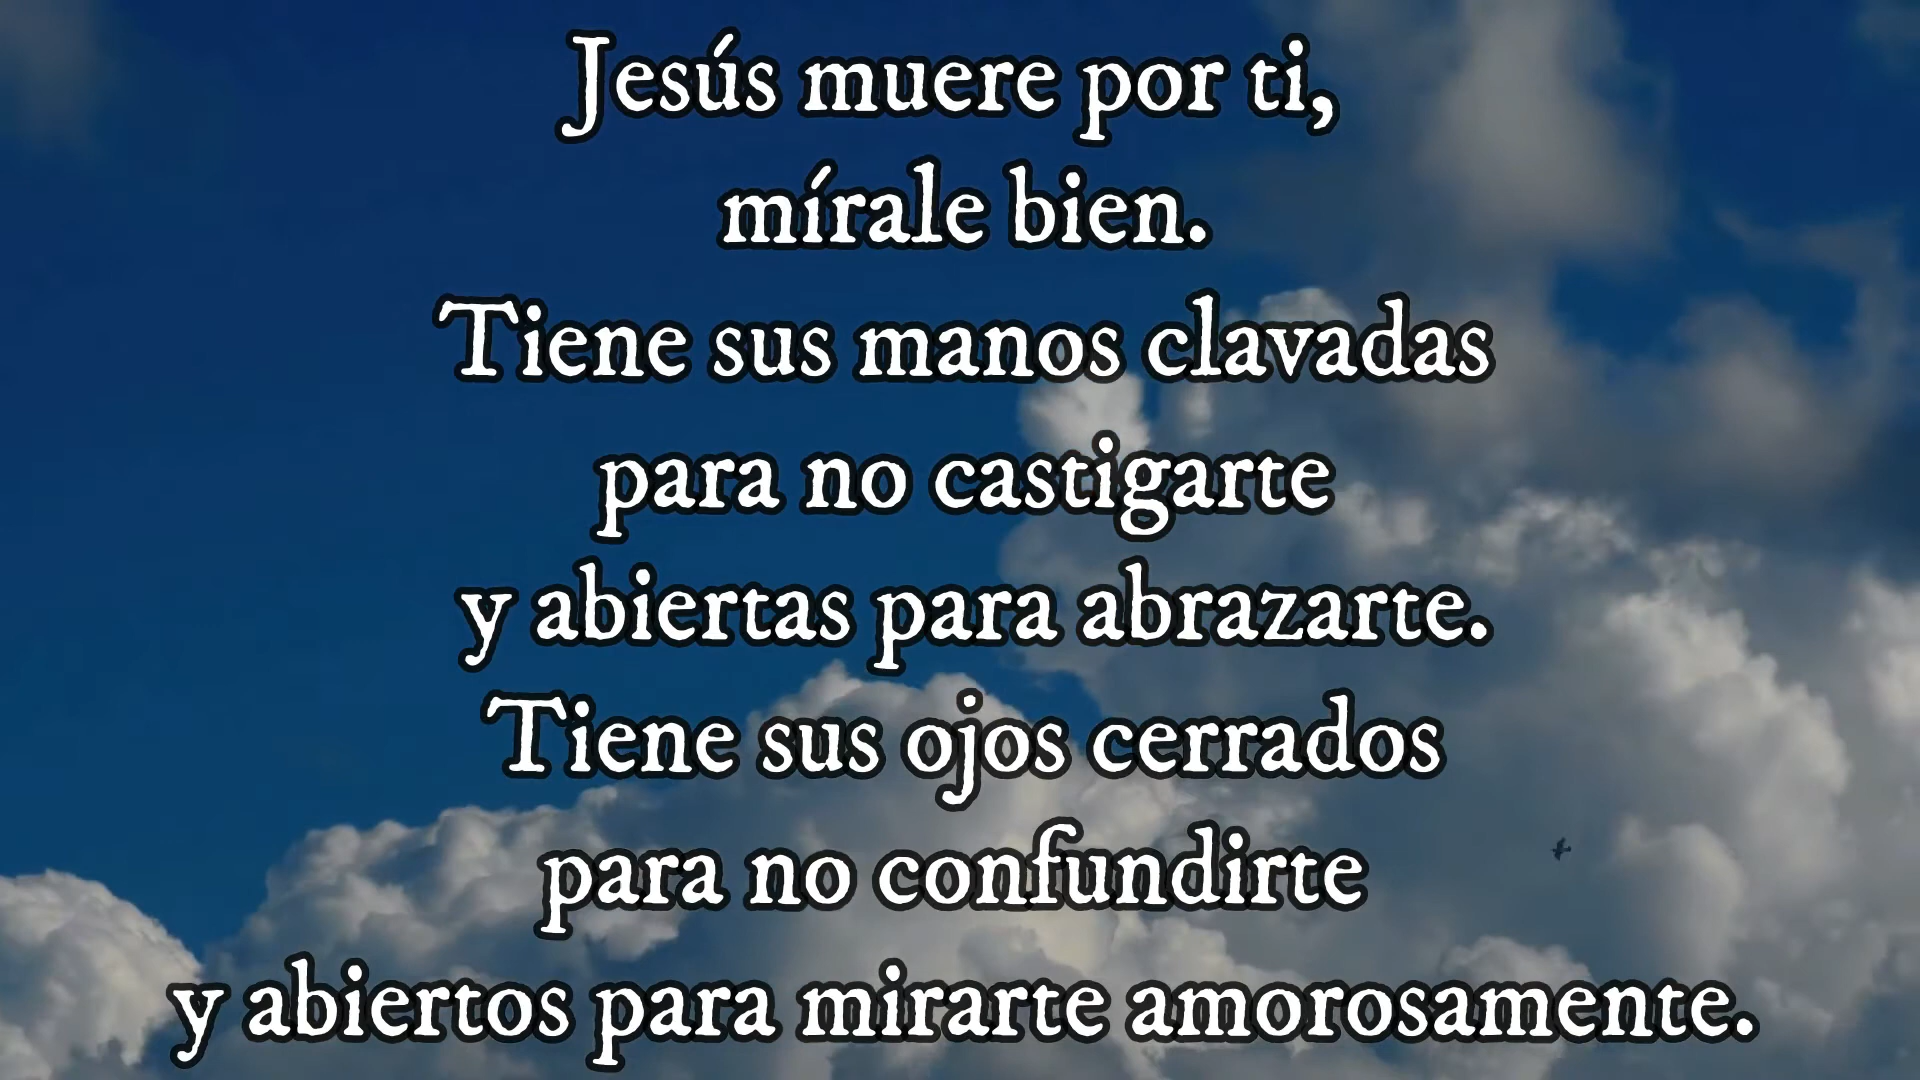 Jesús muere por ti,
mírale bien.
Tiene sus manos clavadas
para no castigarte
y abiertas para abrazarte.
Tiene sus ojos cerrados
para no confundirte
y abiertos para mirarte amorosamente.